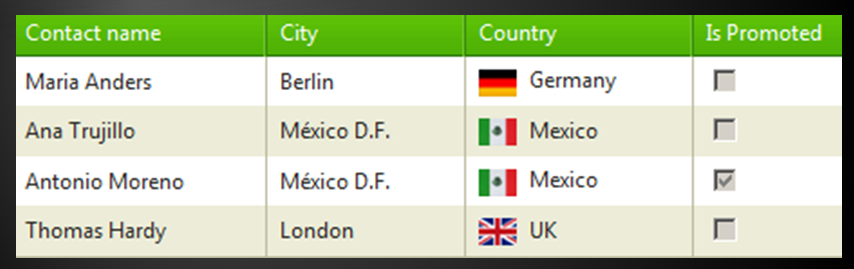 Contact name City Country Is Promoted
Maria Anders Berlin Germany
Ana Trujillo México D.F. Mexico
Antonio Moreno México D.F. Mexico
Thomas Hardy London UK